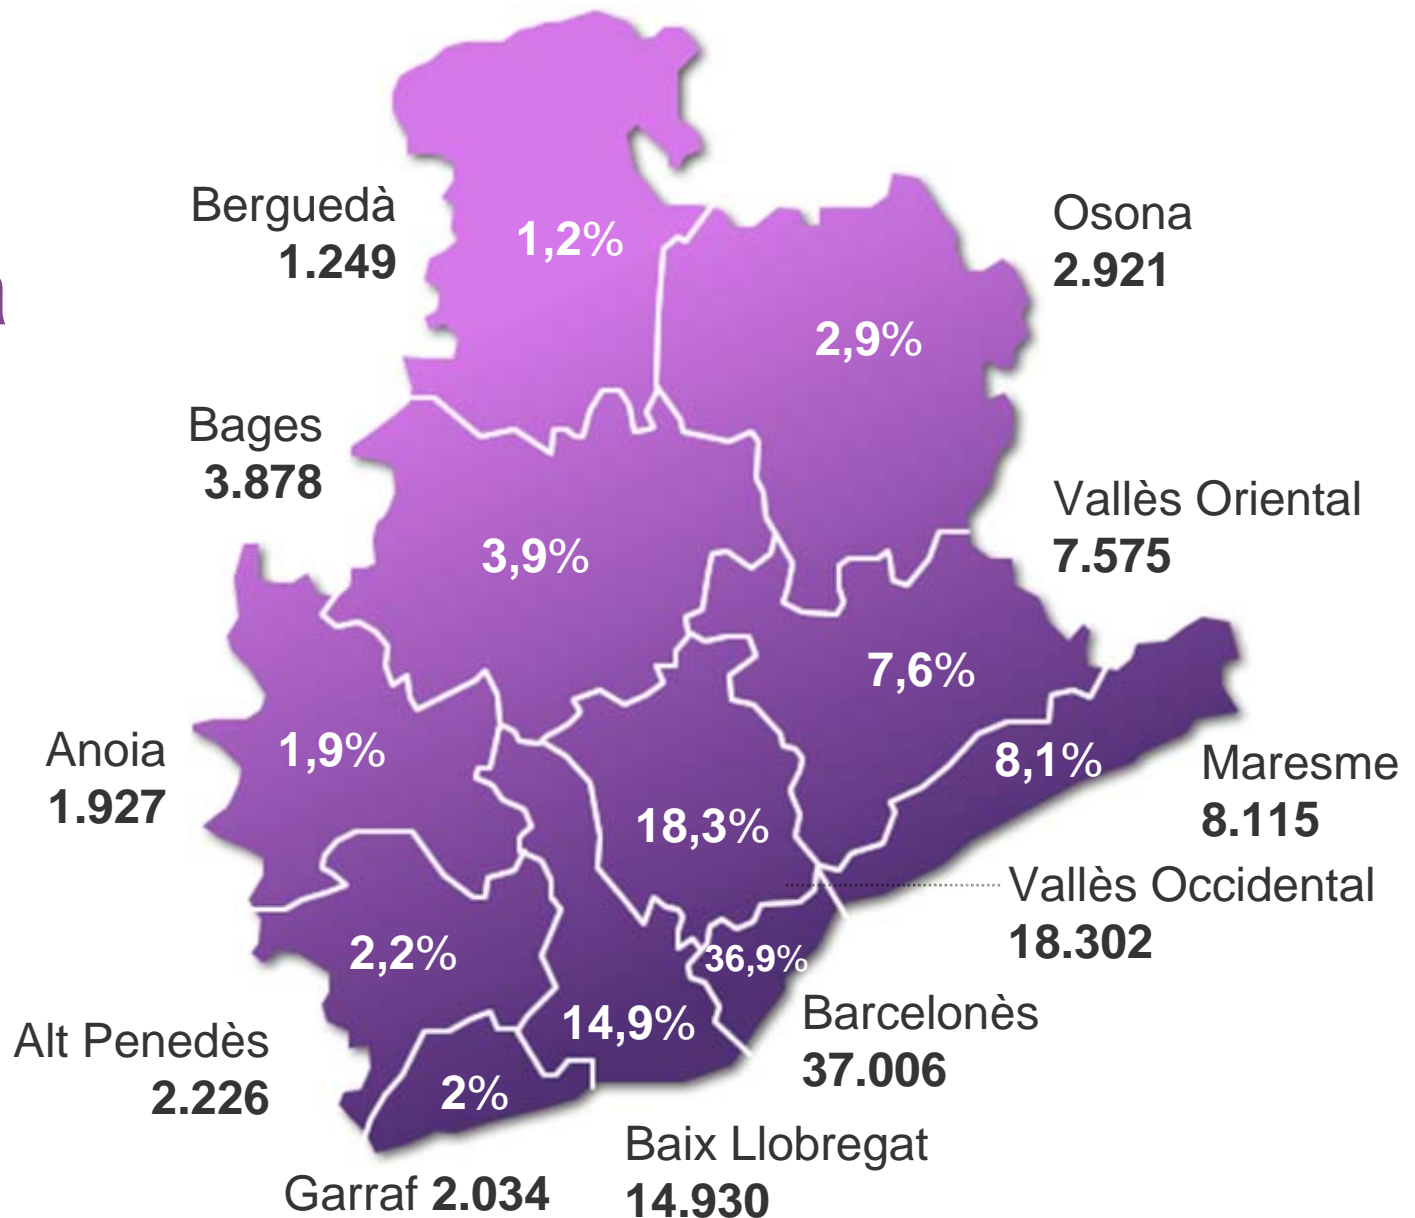 Berguedà
1.249
1,2%
Osona
2.921
2,9%
Bages
3.878
3,9%
Vallès Oriental
7.575
7,6%
Anoia
1.927
1,9%
8,1%
Maresme
8.115
18,3%
Vallès Occidental
18.302
2,2%
36,9%
Barcelonès
37.006
14,9%
Alt Penedès
2.226
2%
Baix Llobregat
14.930
Garraf 2.034